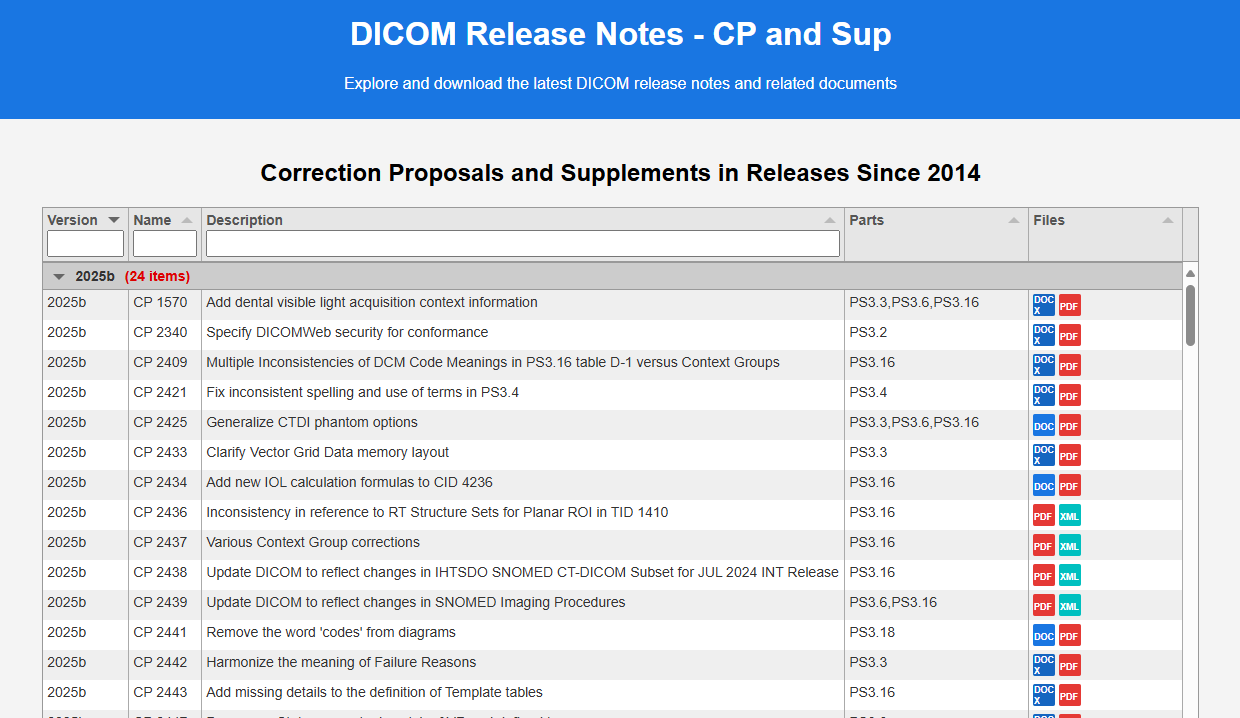 DICOM Release Notes - CP and Sup
Explore and download the latest DICOM release notes and related documents
Correction Proposals and Supplements in Releases Since 2014
Version Name Description Parts Files
2025b (24 items)
2025b CP 1570 Add dental visible light acquisition context information PS3.3,PS3.6,PS3.16 DOCX PDF
2025b CP 2340 Specify DICOMWeb security for conformance PS3.2 DOCX PDF
2025b CP 2409 Multiple Inconsistencies of DCM Code Meanings in PS3.16 table D-1 versus Context Groups PS3.16 DOCX PDF
2025b CP 2421 Fix inconsistent spelling and use of terms in PS3.4 PS3.4 DOCX PDF
2025b CP 2425 Generalize CTDI phantom options PS3.3,PS3.6,PS3.16 DOC PDF
2025b CP 2433 Clarify Vector Grid Data memory layout PS3.3 DOCX PDF
2025b CP 2434 Add new IOL calculation formulas to CID 4236 PS3.16 DOC PDF
2025b CP 2436 Inconsistency in reference to RT Structure Sets for Planar ROI in TID 1410 PS3.16 PDF XML
2025b CP 2437 Various Context Group corrections PS3.16 PDF XML
2025b CP 2438 Update DICOM to reflect changes in IHTSDO SNOMED CT-DICOM Subset for JUL 2024 INT Release PS3.16 PDF XML
2025b CP 2439 Update DICOM to reflect changes in SNOMED Imaging Procedures PS3.6,PS3.16 PDF XML
2025b CP 2441 Remove the word 'codes' from diagrams PS3.18 DOC PDF
2025b CP 2442 Harmonize the meaning of Failure Reasons PS3.3 DOCX PDF
2025b CP 2443 Add missing details to the definition of Template tables PS3.16 DOCX PDF